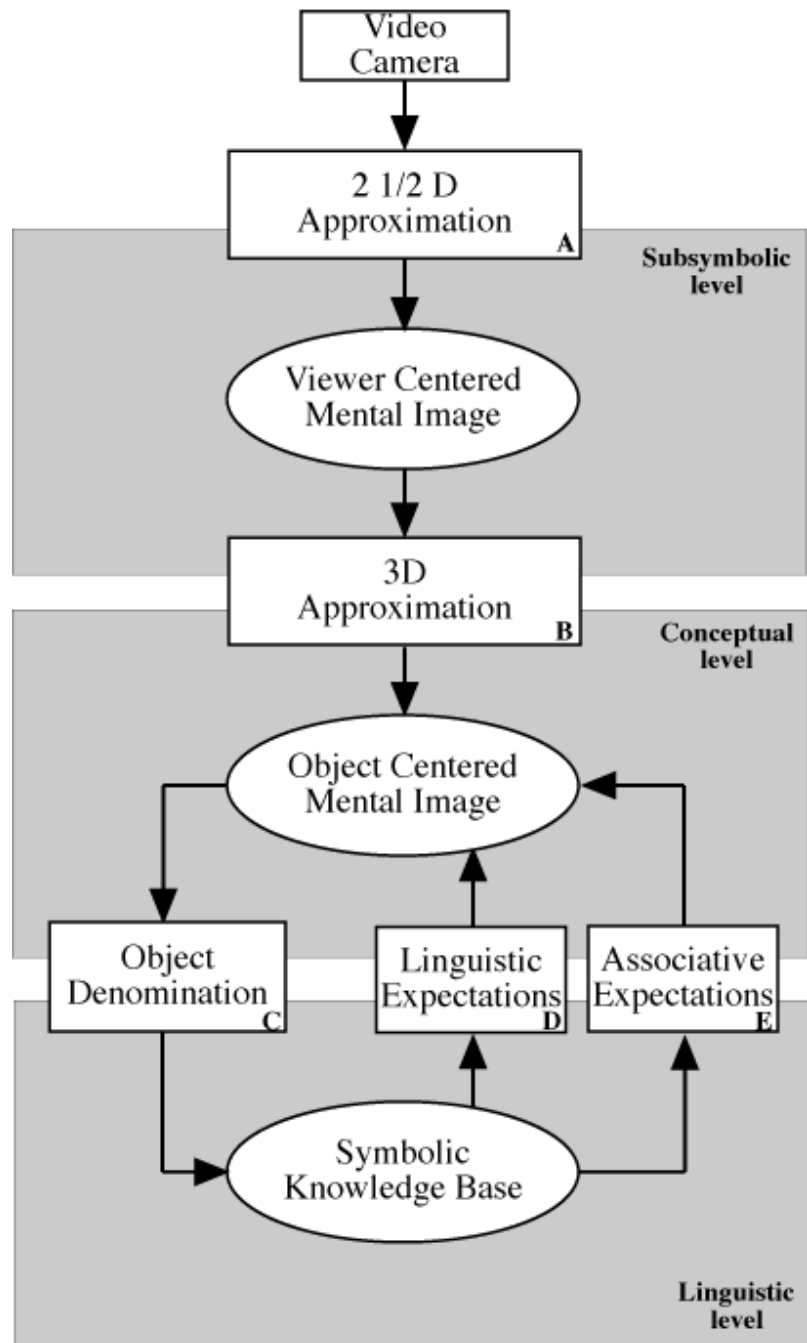 Video
Camera
2 1/2 D
Approximation
A
Subsymbolic
level
Viewer Centered
Mental Image
3D
Approximation
B
Conceptual
level
Object Centered
Mental Image
Object
Denomination
C
Linguistic
Expectations
D
Associative
Expectations
E
Symbolic
Knowledge Base
Linguistic
level